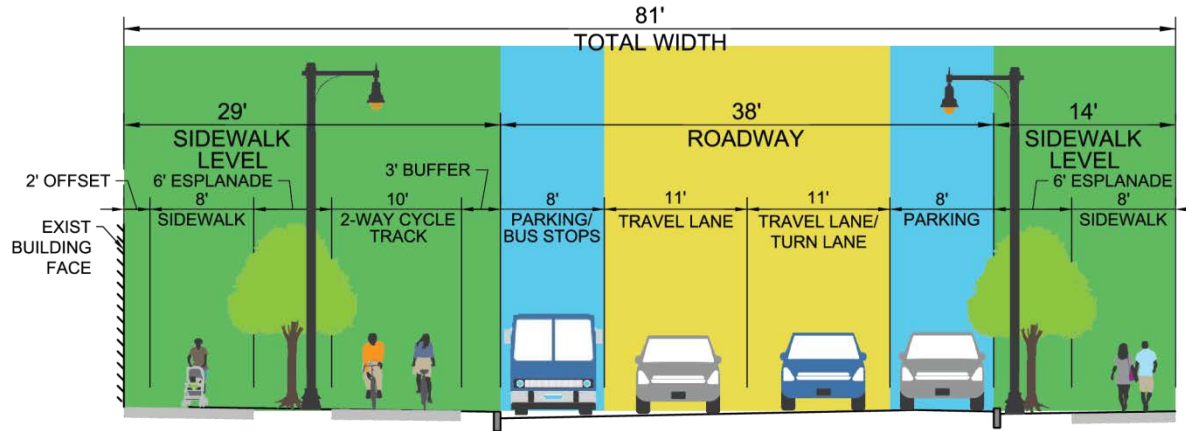 81'
TOTAL WIDTH
29'
SIDEWALK
LEVEL
38'
ROADWAY
14'
SIDEWALK
LEVEL
2' OFFSET
6' ESPLANADE
3' BUFFER
6' ESPLANADE
8'
SIDEWALK
10'
2-WAY CYCLE
TRACK
8'
PARKING/
BUS STOPS
11'
TRAVEL LANE
11'
TRAVEL LANE/
TURN LANE
8'
PARKING
8'
SIDEWALK
EXIST
BUILDING
FACE